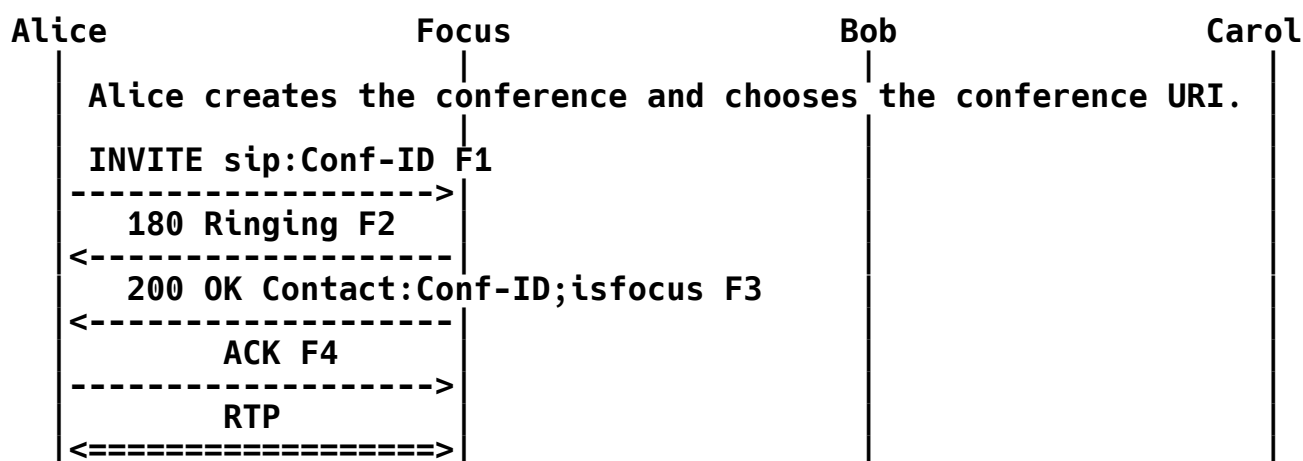 Alice Focus Bob Carol
Alice creates the conference and chooses the conference URI.
INVITE sip:Conf-ID F1
180 Ringing F2
200 OK Contact:Conf-ID;isfocus F3
ACK F4
RTP